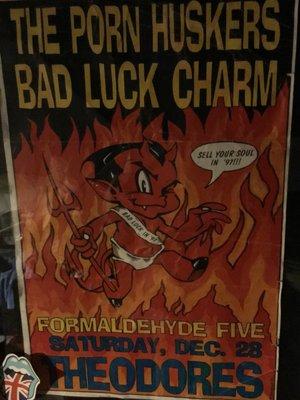 THE PORN HUSKERS
BAD LUCK CHARM
SELL YOUR SOUL
IN '97!!!
BAD LUCK IN '97
FORMALDEHYDE FIVE
SATURDAY, DEC. 28
THEODORES